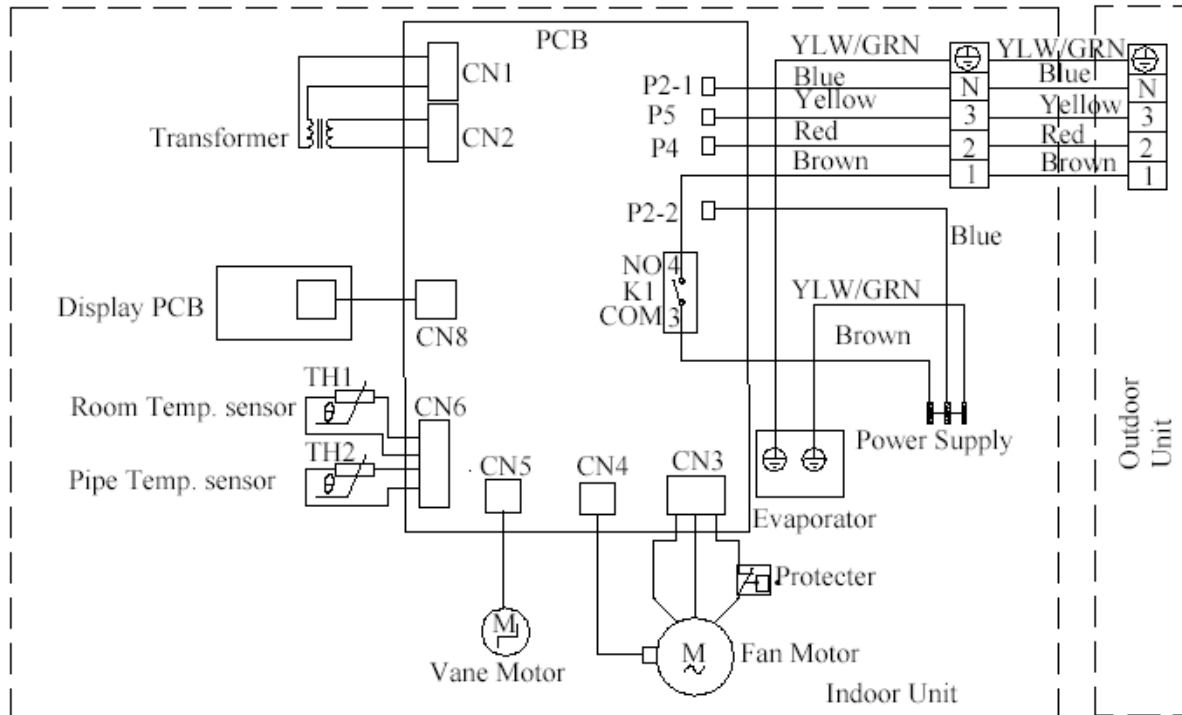 PCB
YLW/GRN
YLW/GRN
CN1
Blue
N
Blue
N
P2-1
Yellow
3
Yellow
3
P5
Transformer
CN2
P4
Red
2
Red
2
Brown
1
Brown
1
P2-2
Blue
NO 4
K1
COM 3
YLW/GRN
Display PCB
CN8
Brown
TH1
Room Temp. sensor
CN6
Power Supply
Outdoor
Unit
TH2
θ
θ
Pipe Temp. sensor
CN5
CN4
CN3
Evaporator
Protecter
M
Vane Motor
M
~
Fan Motor
Indoor Unit